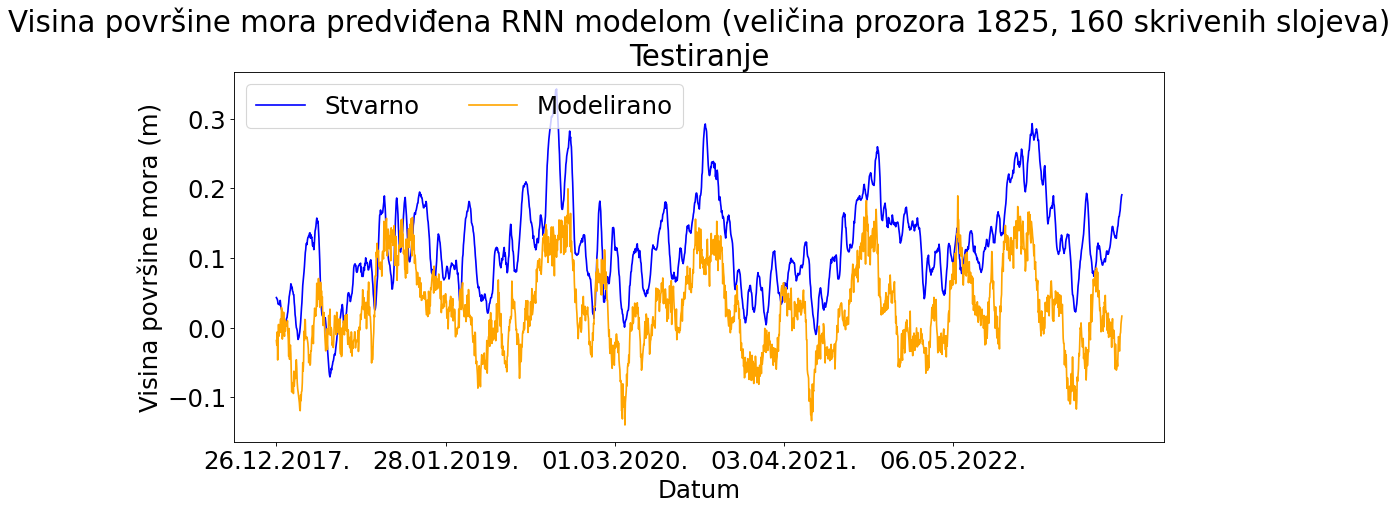 Visina površine mora predviđena RNN modelom (veličina prozora 1825, 160 skrivenih slojeva)
Testiranje
Stvarno
Modelirano
Visina površine mora (m)
0.3
0.2
0.1
0.0
−0.1
26.12.2017.
28.01.2019.
01.03.2020.
03.04.2021.
06.05.2022.
Datum